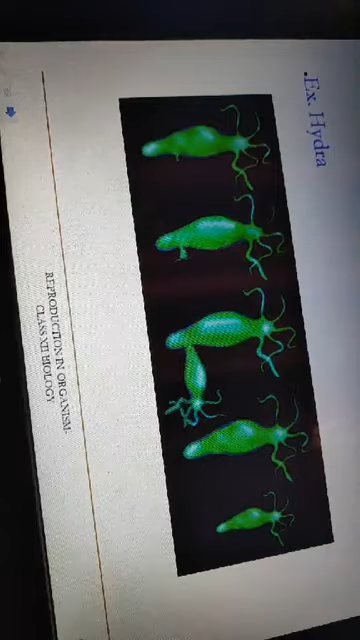 .Ex. Hydra
REPRODUCTION IN ORGANISM-
CLASS XII BIOLOGY